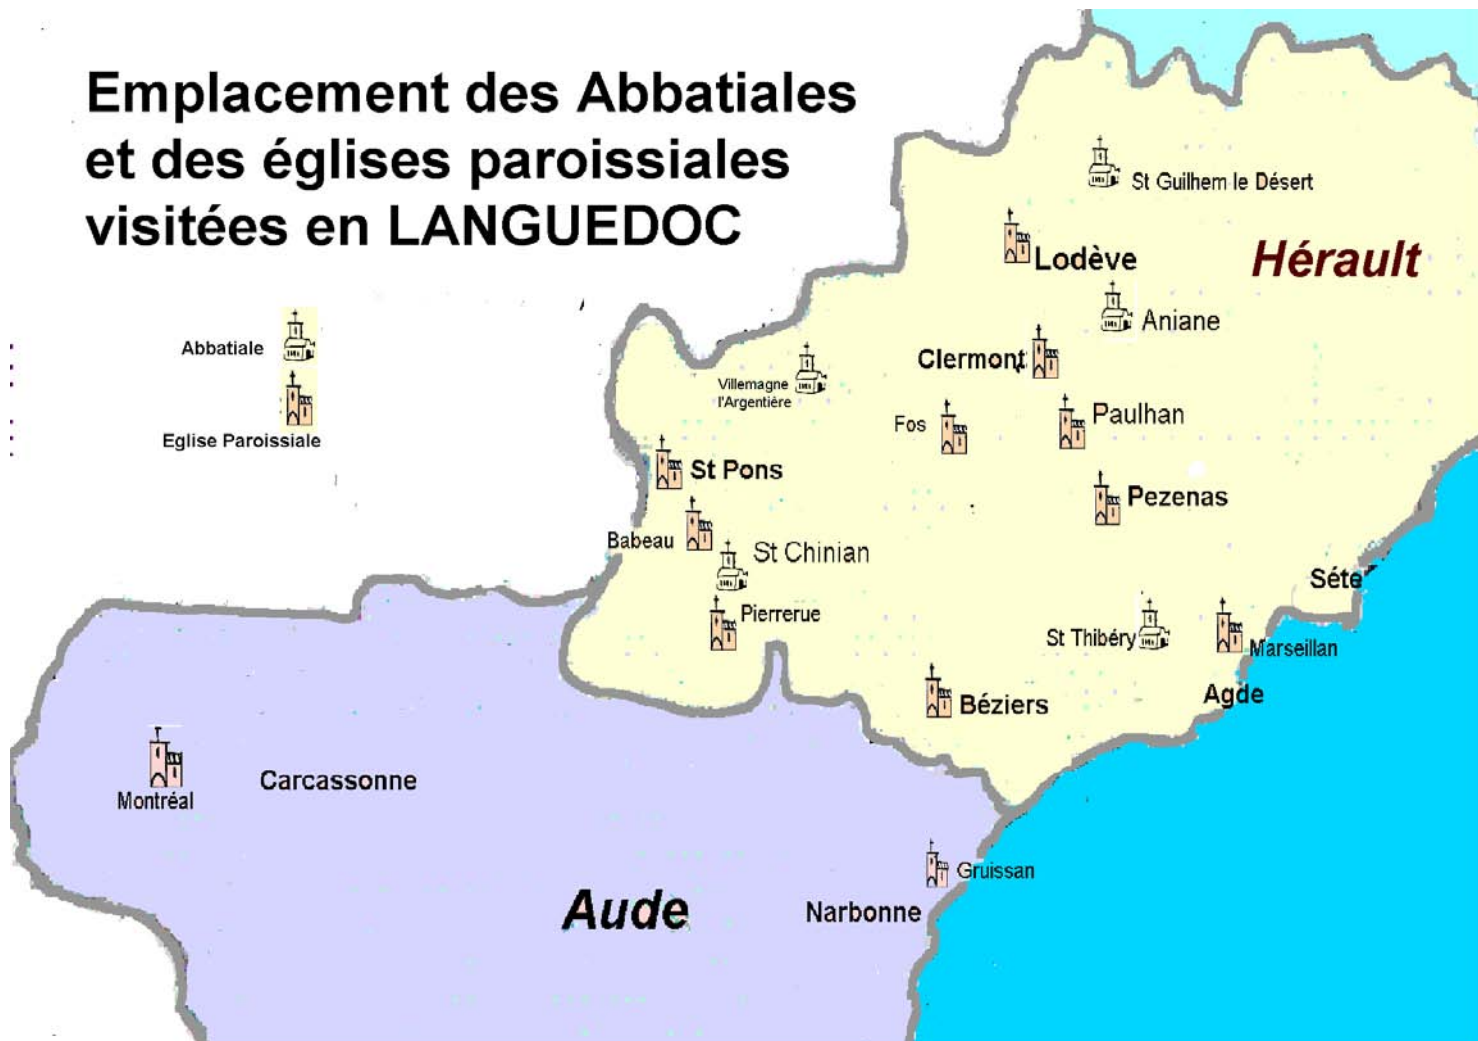 Emplacement des Abbatiales
et des églises paroissiales
visitées en LANGUEDOC
St Guilhem le Désert
Lodève
Hérault
Aniane
Abbatiale
Clermont
Villemagne
l'Argentière
Eglise Paroissiale
Fos
Paulhan
St Pons
Pezenas
Babeau
St Chinian
Séte
Pierrerue
St Thibéry
Marseillan
Agde
Béziers
Carcassonne
Montréal
Gruissan
Aude
Narbonne